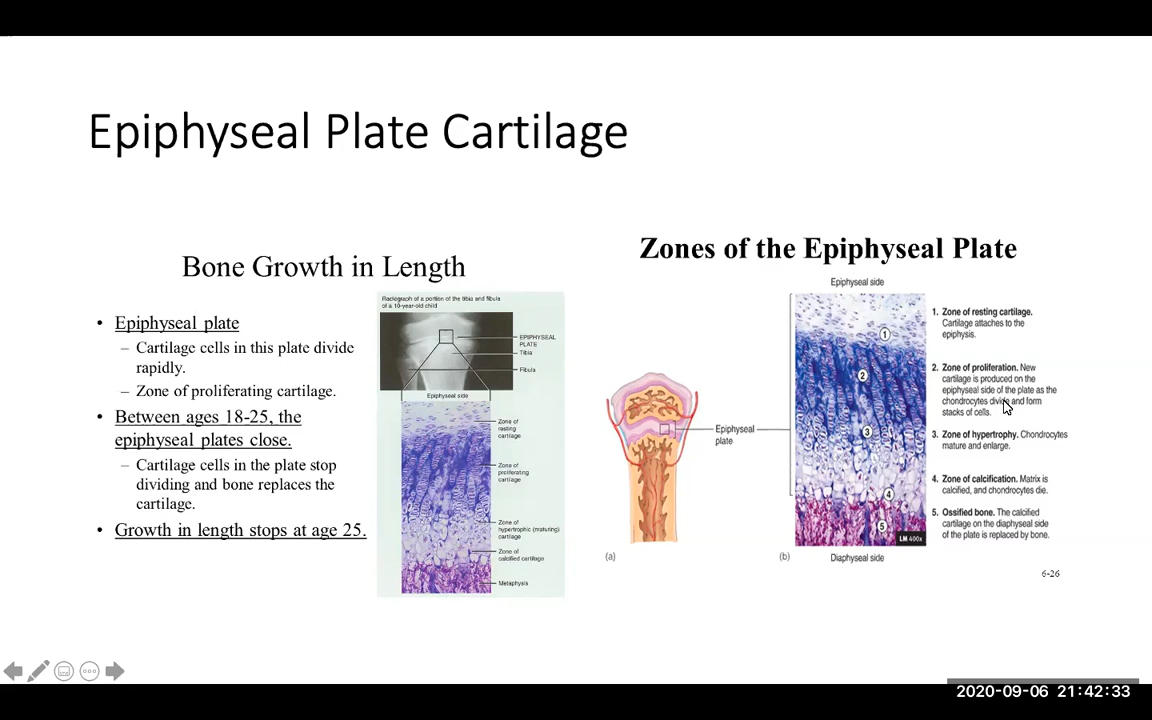 Epiphyseal Plate Cartilage
Bone Growth in Length
• Epiphyseal plate
– Cartilage cells in this plate divide
rapidly.
– Zone of proliferating cartilage.
• Between ages 18-25, the
epiphyseal plates close.
– Cartilage cells in the plate stop
dividing and bone replaces the
cartilage.
• Growth in length stops at age 25.
Radiograph of a portion of the tibia and fibula
of a 10-year-old child
EPIPHYSEAL
PLATE
Tibia
Fibula
Epiphyseal side
Zone of
resting
cartilage
Zone of
proliferating
cartilage
Zone of
hypertrophic (maturing)
cartilage
Zone of
calcified cartilage
Metaphysis
Zones of the Epiphyseal Plate
Epiphyseal side
Epiphyseal
plate
(a)
1
2
3
4
5
LM 400x
(b)
Diaphyseal side
1. Zone of resting cartilage.
Cartilage attaches to the
epiphysis.
2. Zone of proliferation. New
cartilage is produced on the
epiphyseal side of the plate as the
chondrocytes divide and form
stacks of cells.
3. Zone of hypertrophy. Chondrocytes
mature and enlarge.
4. Zone of calcification. Matrix is
calcified, and chondrocytes die.
5. Ossified bone. The calcified
cartilage on the diaphyseal side
of the plate is replaced by bone.
6-26
2020-09-06 21:42:33